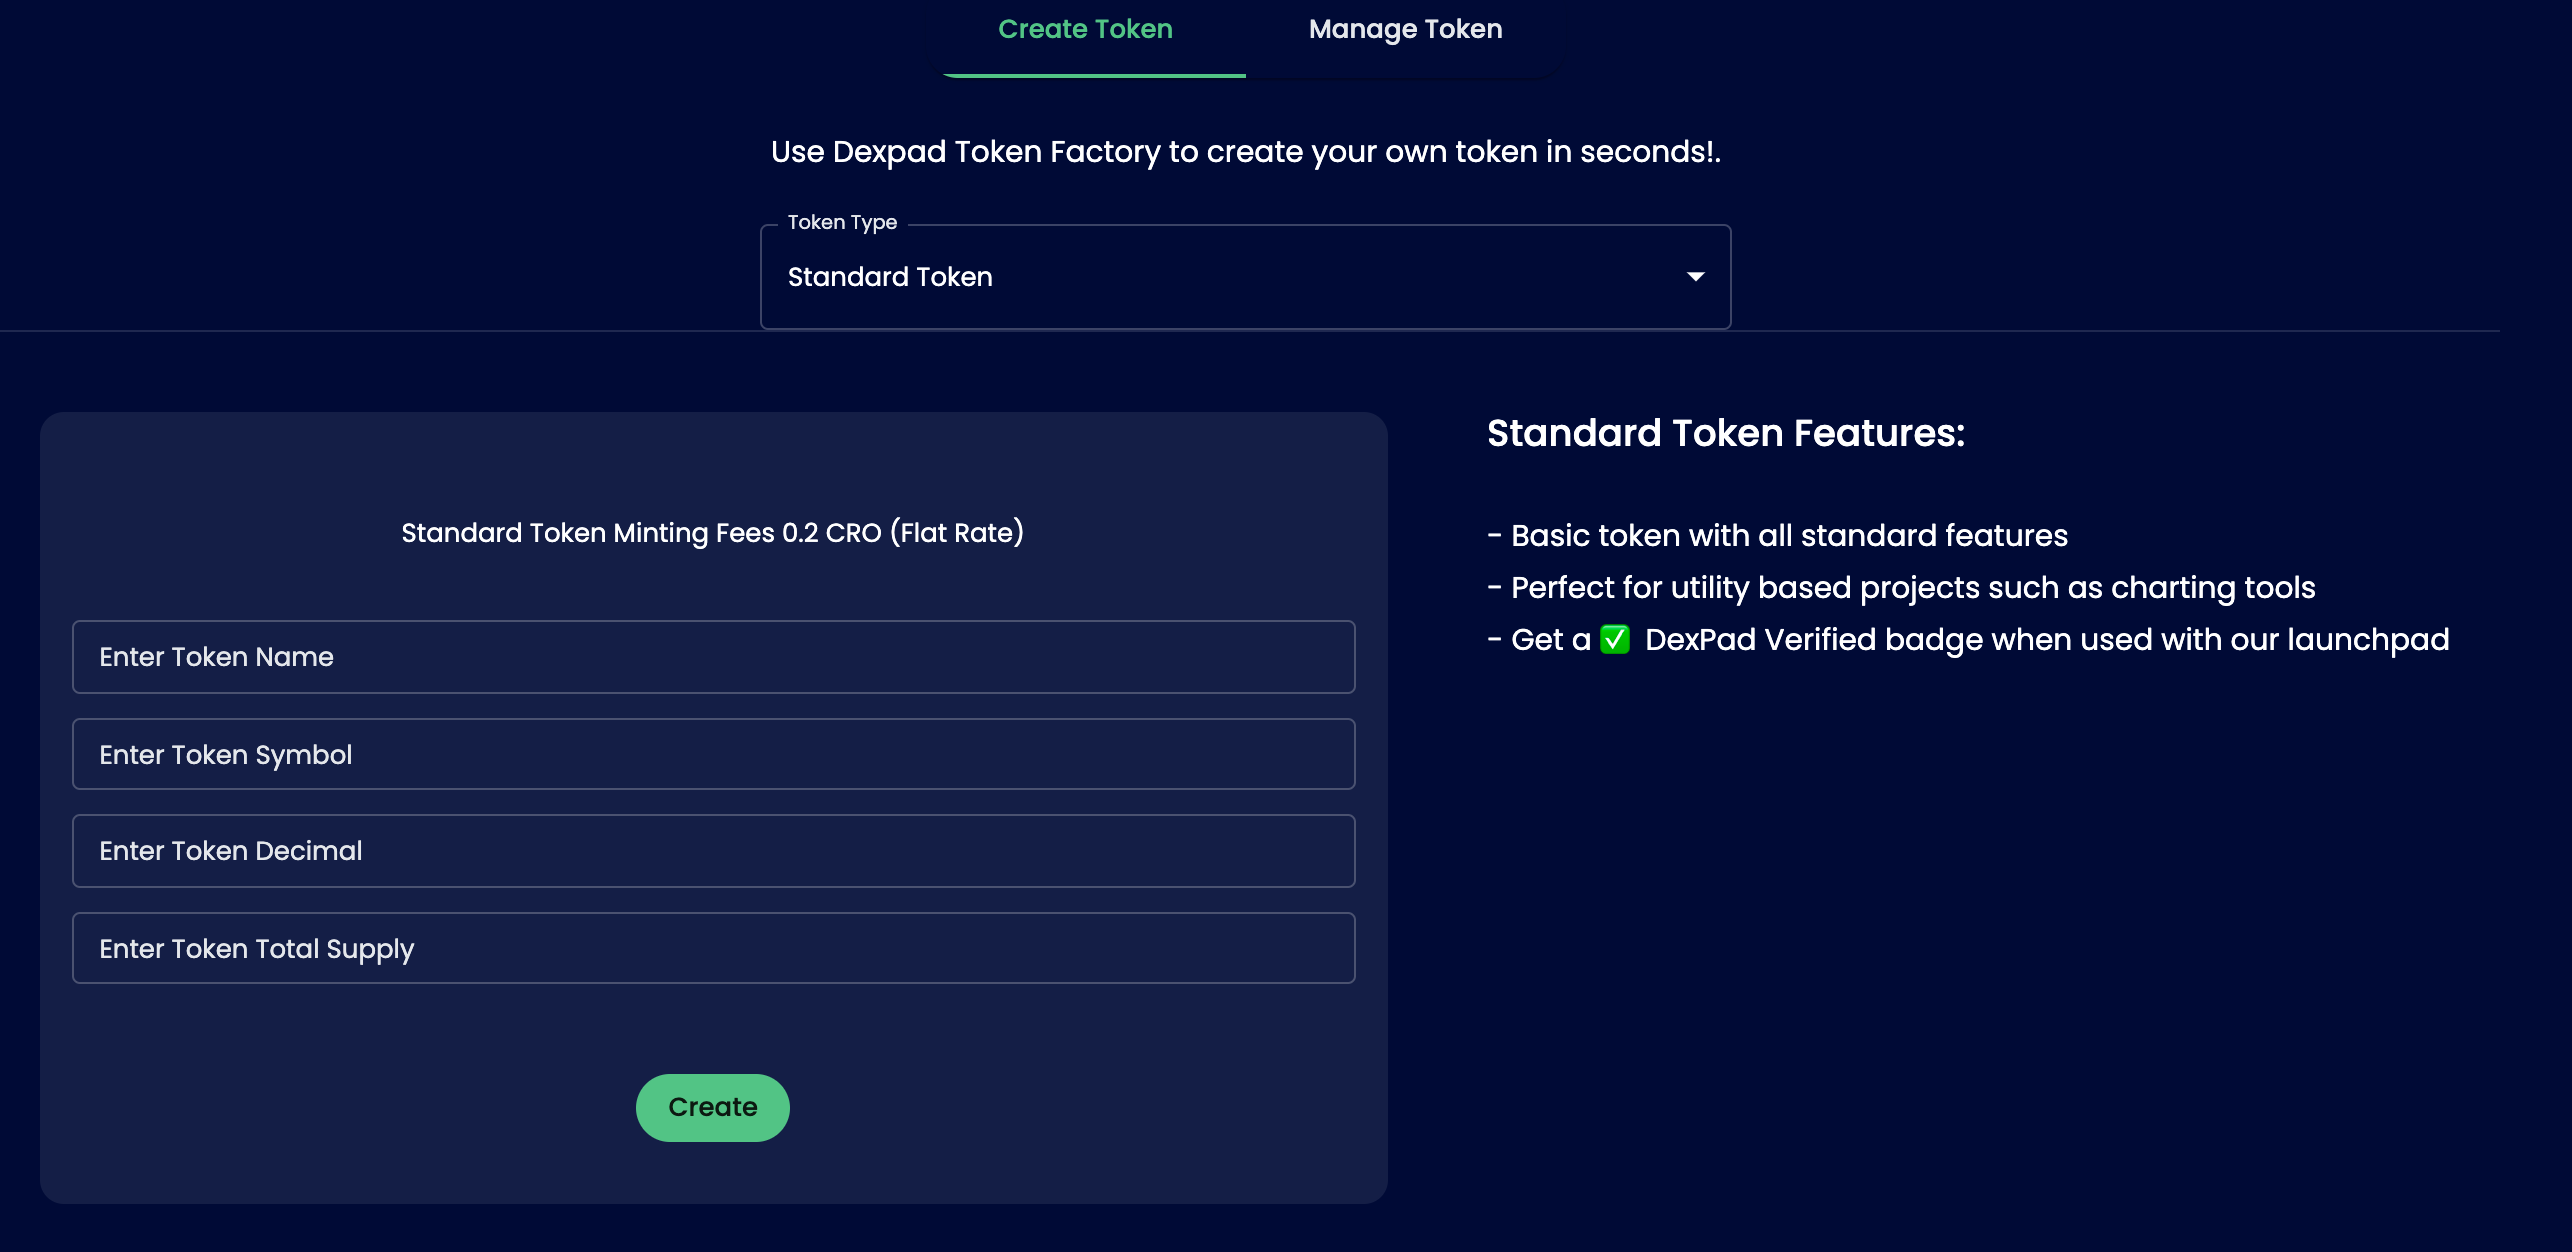 Create Token
Manage Token
Use Dexpad Token Factory to create your own token in seconds!.
Token Type
Standard Token
Standard Token Minting Fees 0.2 CRO (Flat Rate)
Enter Token Name
Enter Token Symbol
Enter Token Decimal
Enter Token Total Supply
Create
Standard Token Features:
- Basic token with all standard features
- Perfect for utility based projects such as charting tools
- Get a ✅ DexPad Verified badge when used with our launchpad